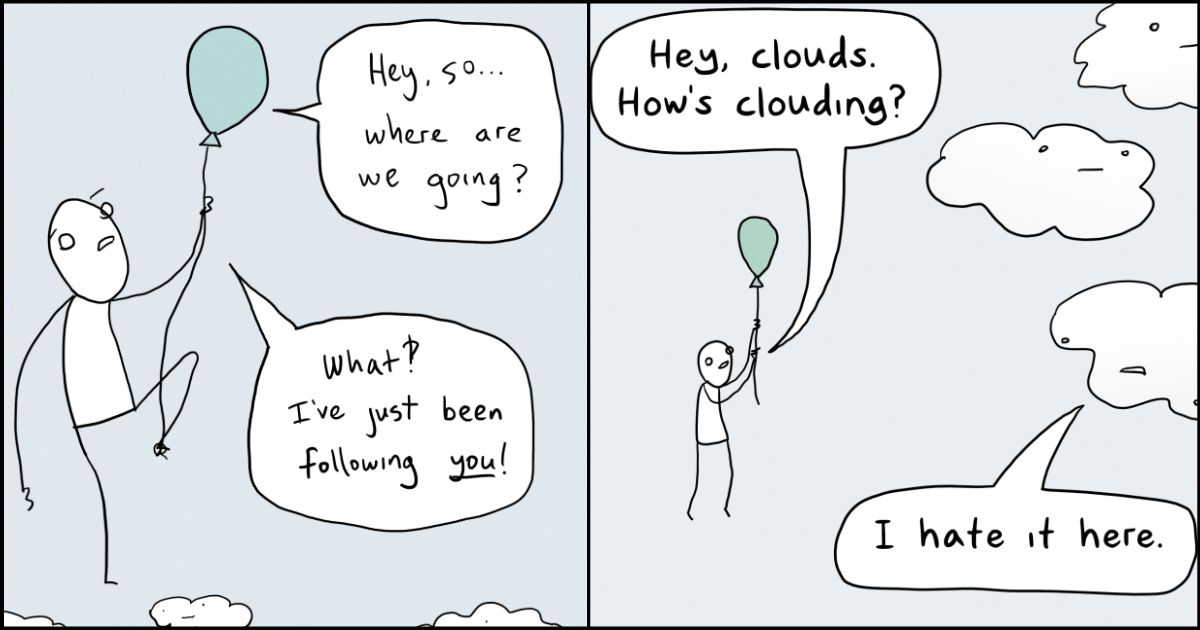 Hey, so...
where are
we going?
What‽
I've just been
following you!
Hey, clouds.
How's clouding?
I hate it here.